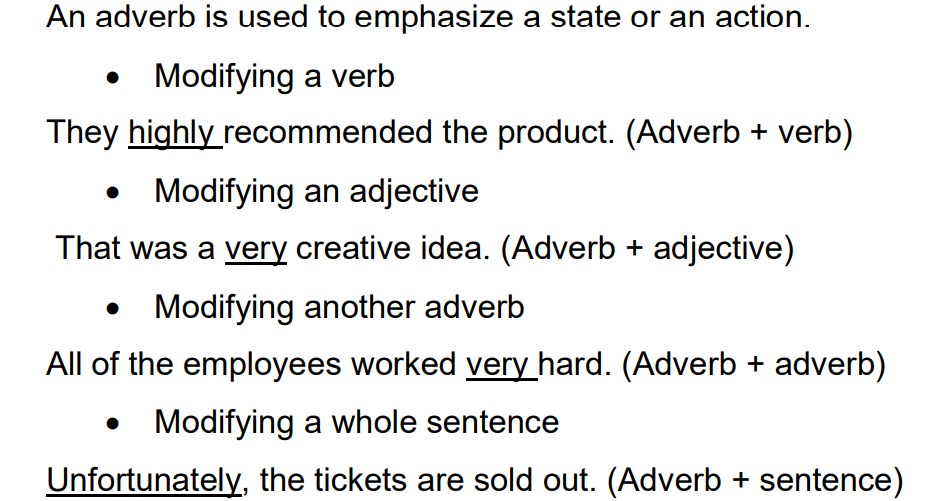 An adverb is used to emphasize a state or an action.
• Modifying a verb
They highly recommended the product. (Adverb + verb)
• Modifying an adjective
That was a very creative idea. (Adverb + adjective)
• Modifying another adverb
All of the employees worked very hard. (Adverb + adverb)
• Modifying a whole sentence
Unfortunately, the tickets are sold out. (Adverb + sentence)